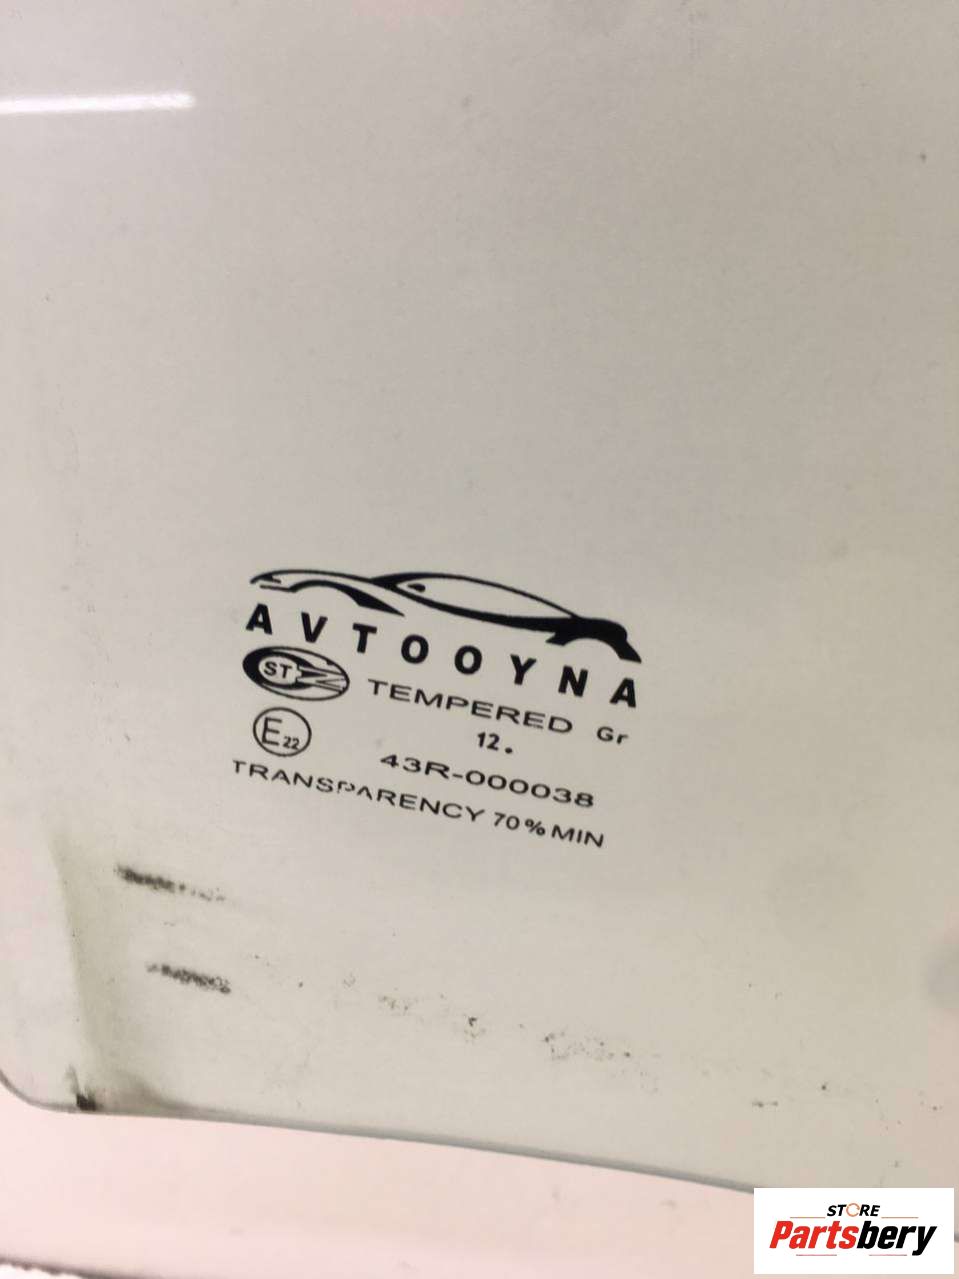 AVTOOYNA
ST TEMPERED Gr
12.
E22 43R-000038
TRANSPARENCY 70% MIN
STORE
Partsbery